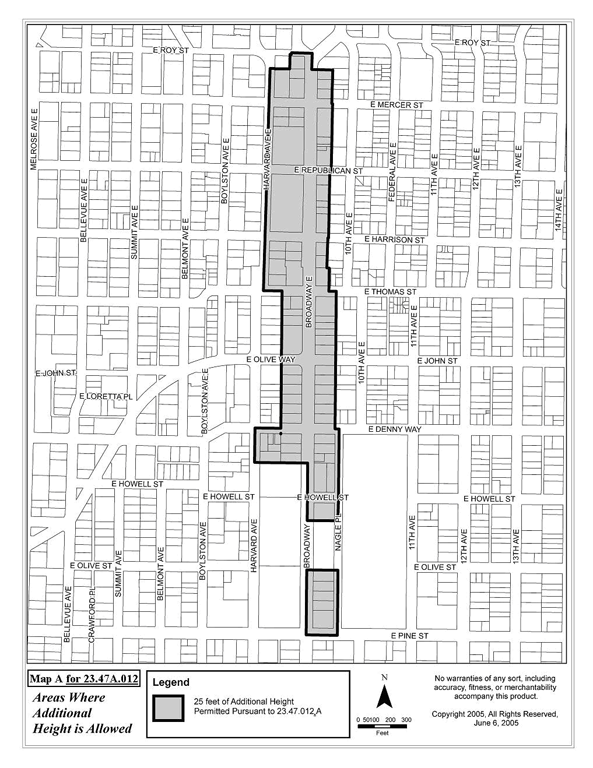 E ROY ST
E ROY ST
E MERCER ST
MELROSE AVE E
HARVARD AVE E
BOYLSTON AVE E
E REPUBLICAN ST
FEDERAL AVE E
11TH AVE E
12TH AVE E
13TH AVE E
14TH AVE E
BELLEVUE AVE E
SUMMIT AVE E
BELMONT AVE E
10TH AVE E
E HARRISON ST
BROADWAY E
E THOMAS ST
11TH AVE E
E OLIVE WAY
10TH AVE E
E JOHN ST
E JOHN ST
E LORETTA PL
BOYLSTON AVE E
E DENNY WAY
E HOWELL ST
E HOWELL ST
E HOWELL ST
E HOWELL ST
SUMMIT AVE
BELMONT AVE
BOYLSTON AVE
HARVARD AVE
BROADWAY
NAGLE PL
11TH AVE
12TH AVE
13TH AVE
E OLIVE ST
E OLIVE ST
BELLEVUE AVE
CRAWFORD PL
E PINE ST
Map A for 23.47A.012
Areas Where
Additional
Height is Allowed
Legend
25 feet of Additional Height
Permitted Pursuant to 23.47.012 A
N
0 50100 200 300
Feet
No warranties of any sort, including
accuracy, fitness, or merchantability
accompany this product.
Copyright 2005, All Rights Reserved,
June 6, 2005